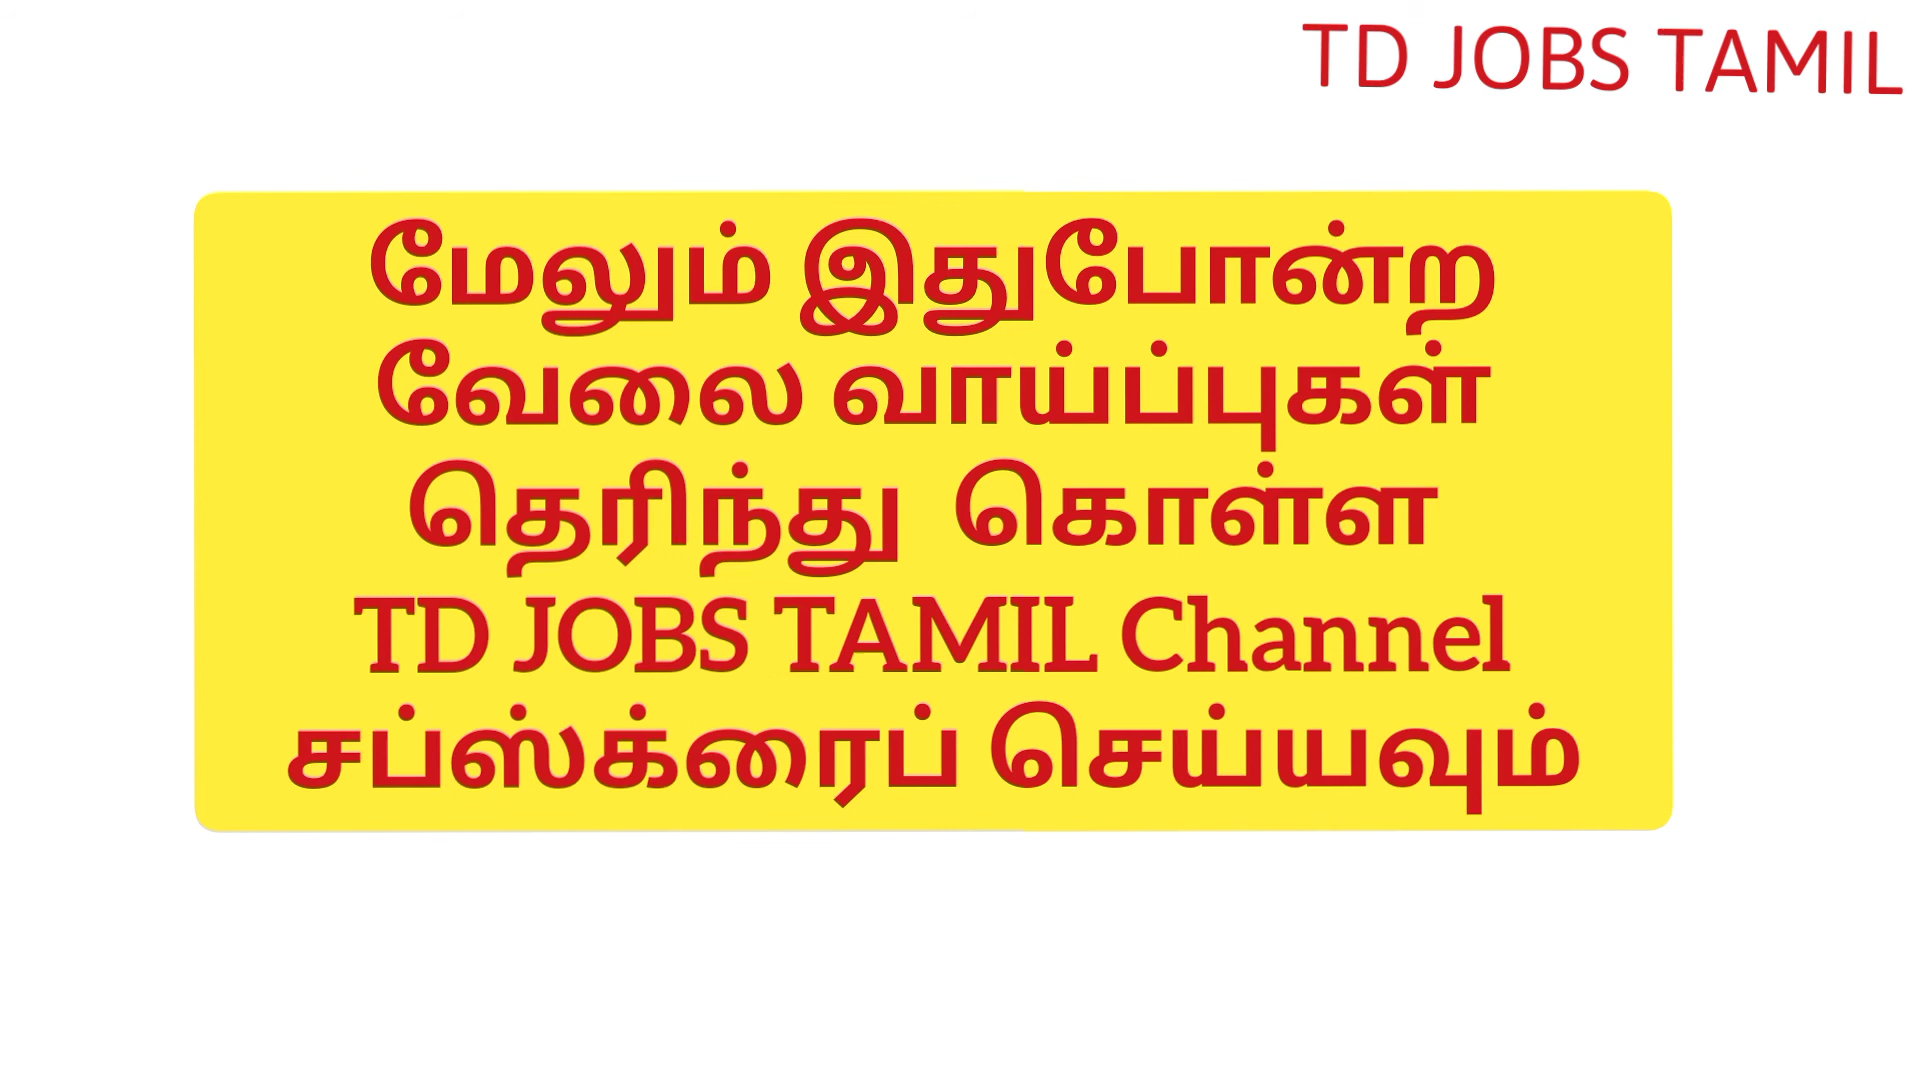 TD JOBS TAMIL
மேலும் இதுபோன்ற
வேலை வாய்ப்புகள்
தெரிந்து கொள்ள
TD JOBS TAMIL Channel
சப்ஸ்க்ரைப் செய்யவும்